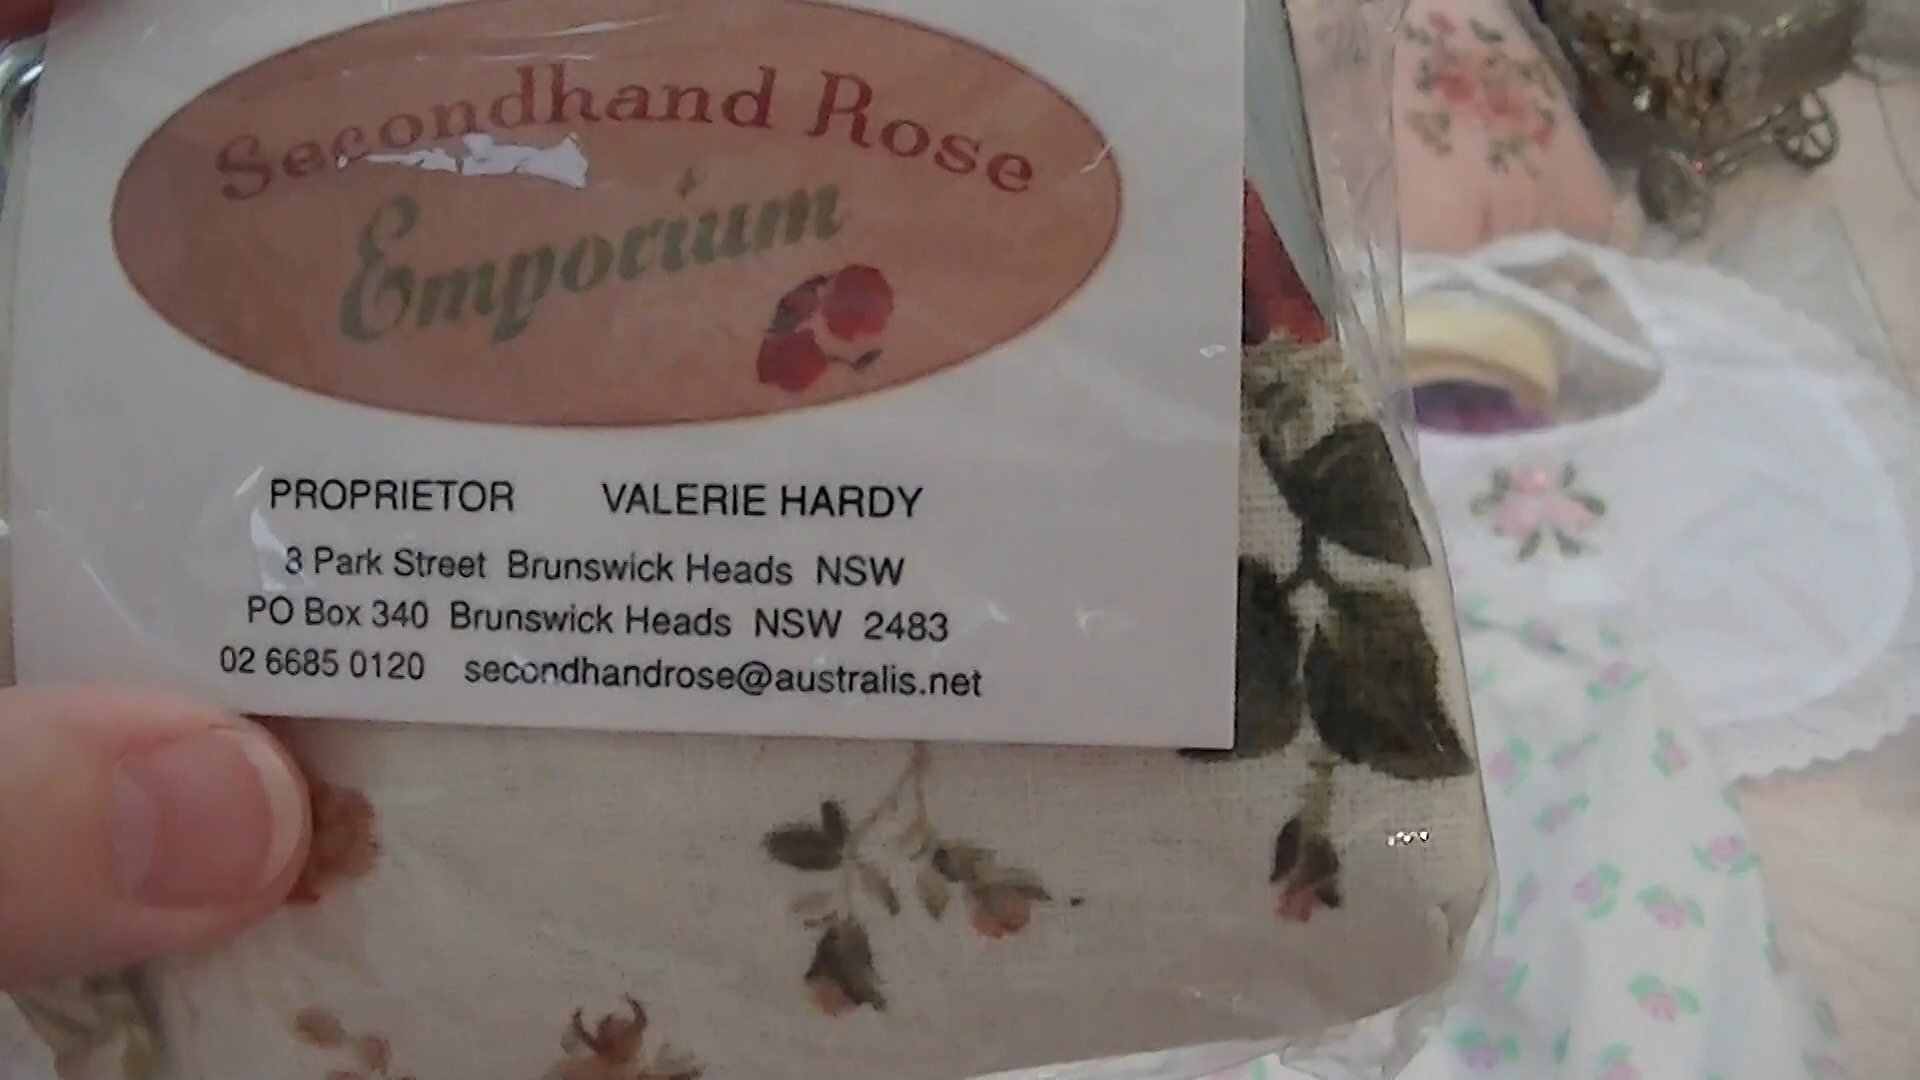 Secondhand Rose
Emporium
PROPRIETOR VALERIE HARDY
3 Park Street Brunswick Heads NSW
PO Box 340 Brunswick Heads NSW 2483
02 6685 0120 secondhandrose@australis.net